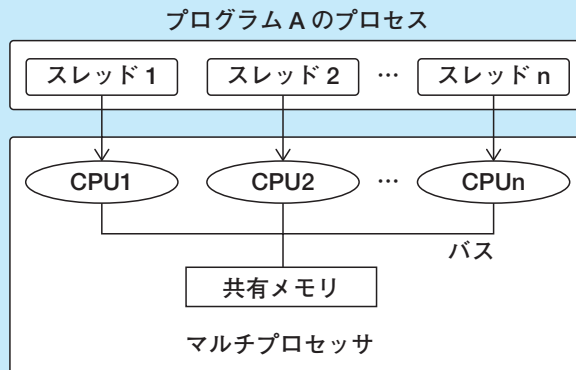 プログラム A のプロセス
スレッド 1 スレッド 2 … スレッド n
CPU1 CPU2 … CPUn
バス
共有メモリ
マルチプロセッサ